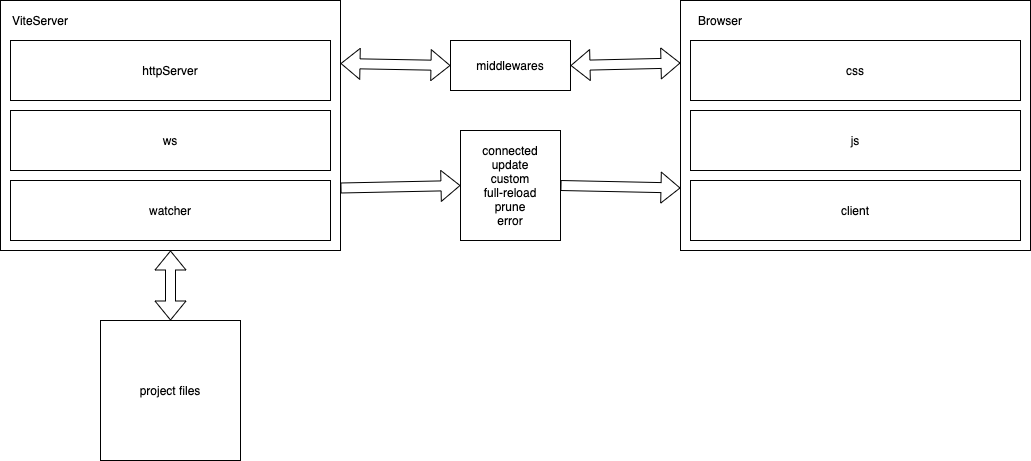 ViteServer
Browser
httpServer
middlewares
css
ws
js
connected
update
custom
full-reload
prune
error
watcher
client
project files